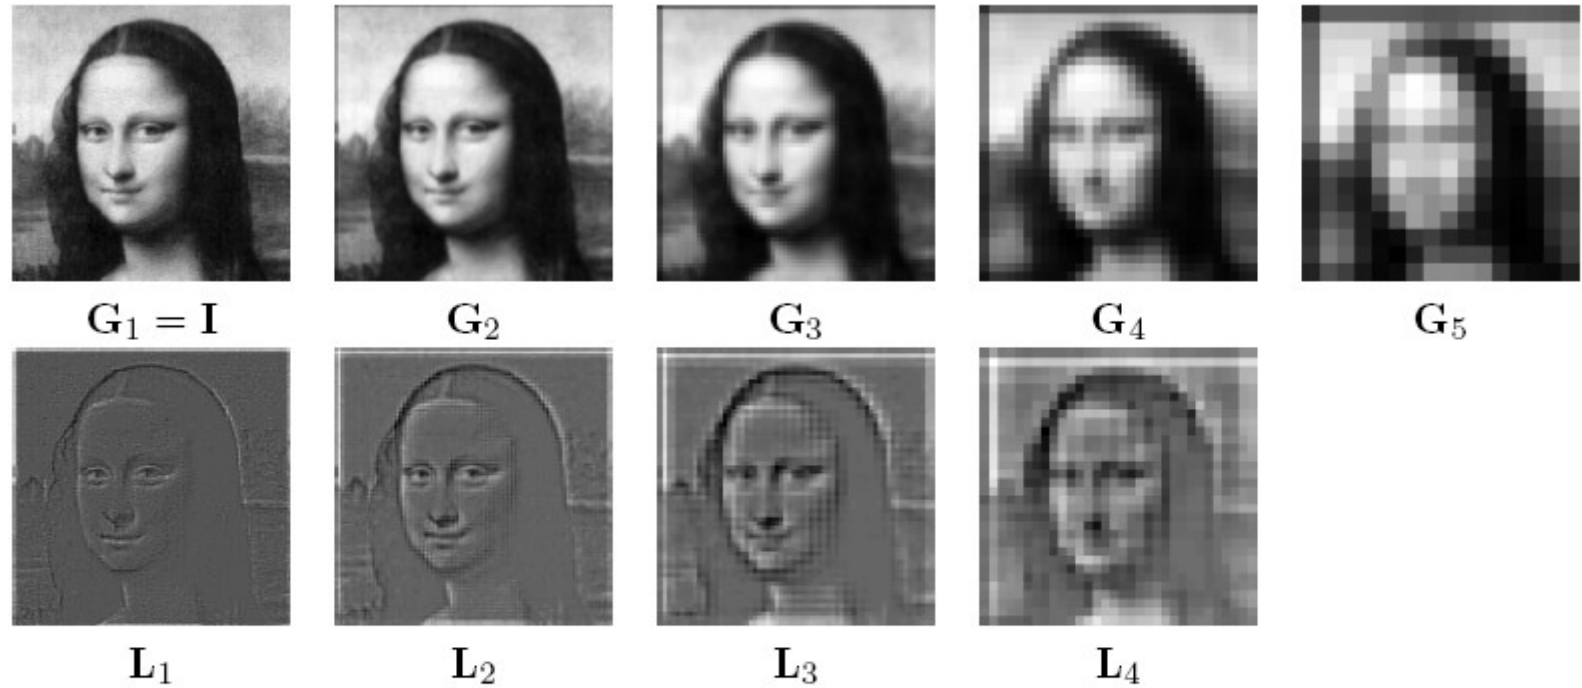 G₁ = I G₂ G₃ G₄ G₅
L₁ L₂ L₃ L₄